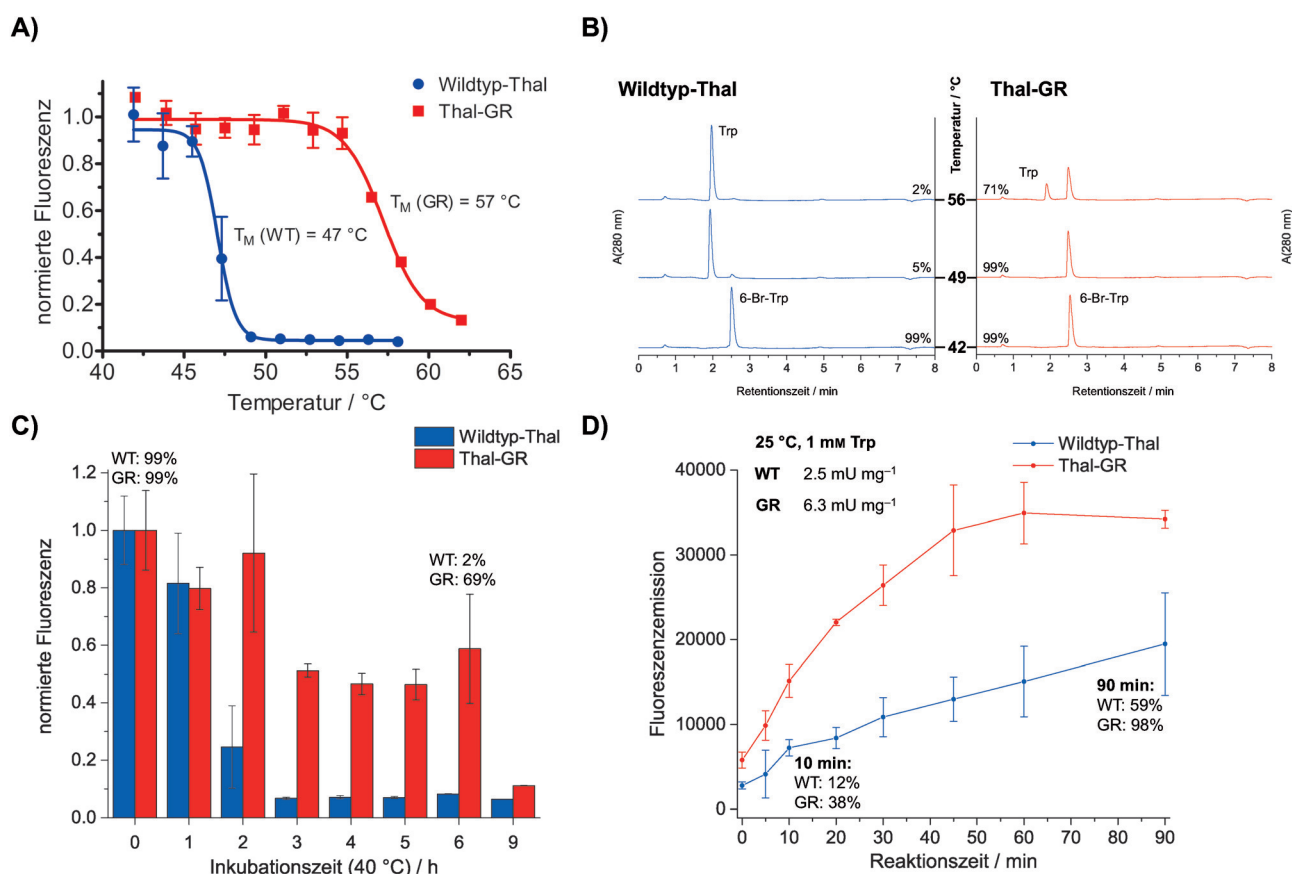 A)
Wildtyp-Thal
Thal-GR
normierte Fluoreszenz
1.0
0.8
0.6
0.4
0.2
0.0
T_M (GR) = 57 °C
T_M (WT) = 47 °C
40 45 50 55 60 65
Temperatur / °C
B)
Wildtyp-Thal
Thal-GR
Temperatur / °C
A(280 nm)
A(280 nm)
Trp
2%
56
71%
Trp
5%
49
99%
6-Br-Trp
99%
42
99%
6-Br-Trp
0 1 2 3 4 5 6 7 8
Retentionszeit / min
0 1 2 3 4 5 6 7 8
Retentionszeit / min
C)
Wildtyp-Thal
Thal-GR
normierte Fluoreszenz
WT: 99%
GR: 99%
WT: 2%
GR: 69%
1.2
1.0
0.8
0.6
0.4
0.2
0.0
0 1 2 3 4 5 6 9
Inkubationszeit (40 °C) / h
D)
25 °C, 1 mM Trp
WT 2.5 mU mg⁻¹
GR 6.3 mU mg⁻¹
Wildtyp-Thal
Thal-GR
Fluoreszenzemission
40000
30000
20000
10000
0
10 min:
WT: 12%
GR: 38%
90 min:
WT: 59%
GR: 98%
0 10 20 30 40 50 60 70 80 90
Reaktionszeit / min